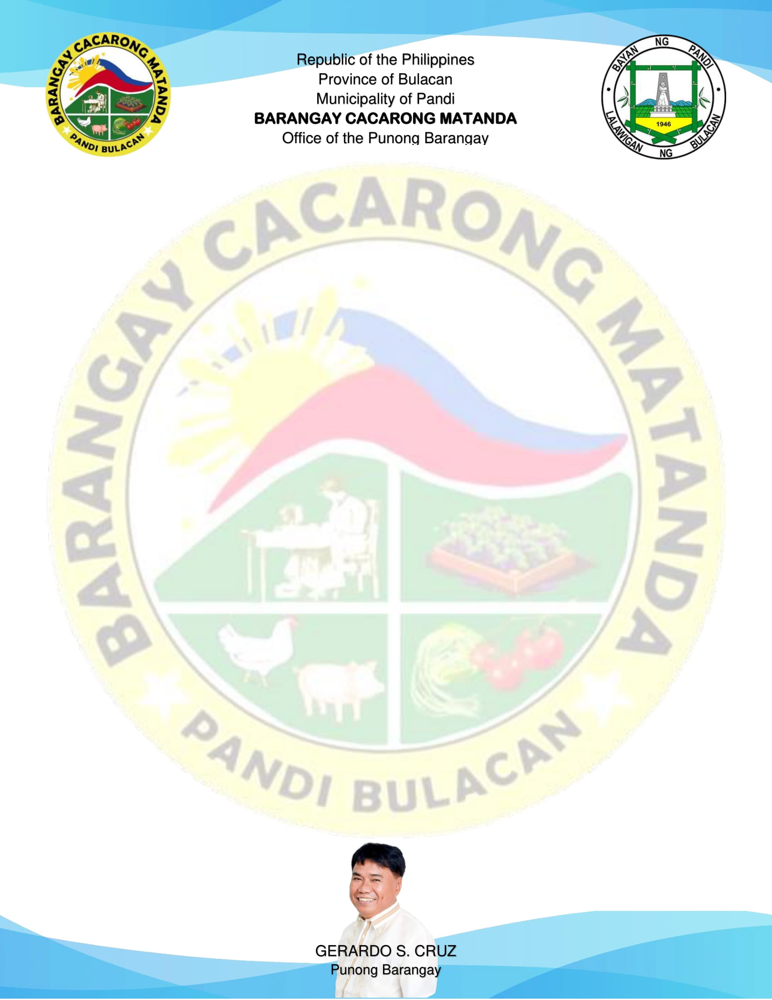 BARANGAY CACARONG MATANDA
PANDI BULACAN
Republic of the Philippines
Province of Bulacan
Municipality of Pandi
BARANGAY CACARONG MATANDA
Office of the Punong Barangay
BAYAN NG PANDI
1946
LALAWIGAN NG BULACAN
BARANGAY CACARONG MATANDA
PANDI BULACAN
GERARDO S. CRUZ
Punong Barangay